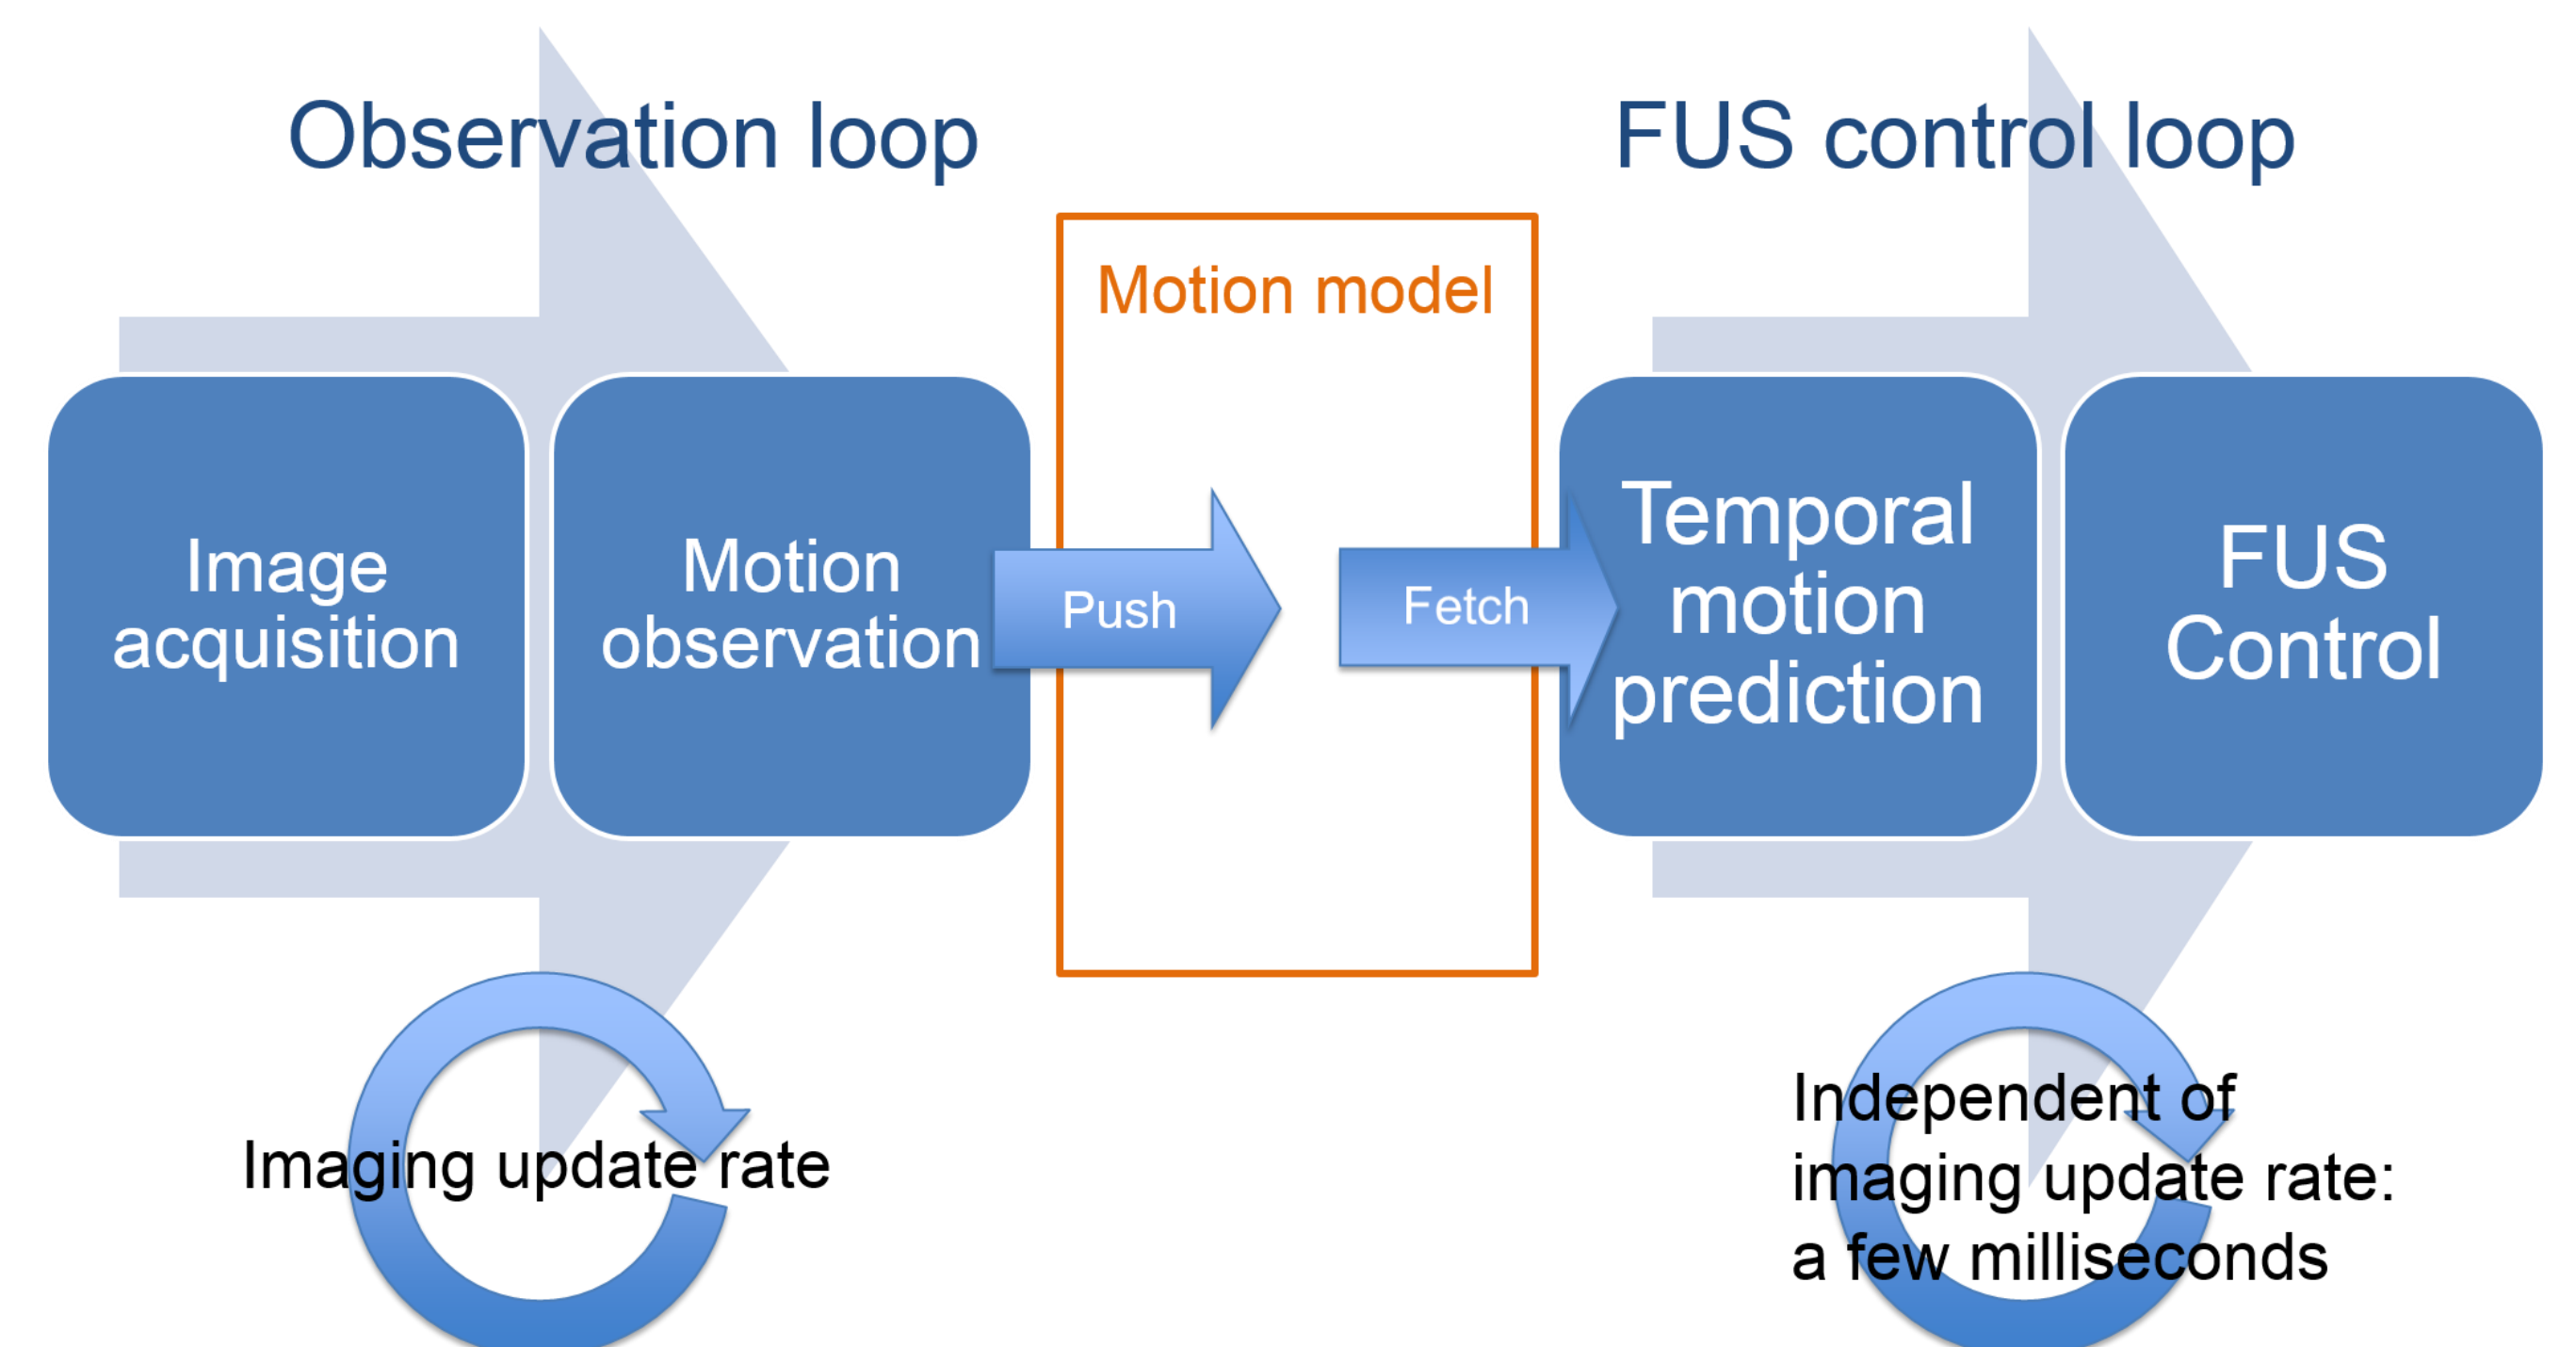 Observation loop
FUS control loop
Motion model
Image
acquisition
Motion
observation
Push
Fetch
Temporal
motion
prediction
FUS
Control
Imaging update rate
Independent of
imaging update rate:
a few milliseconds